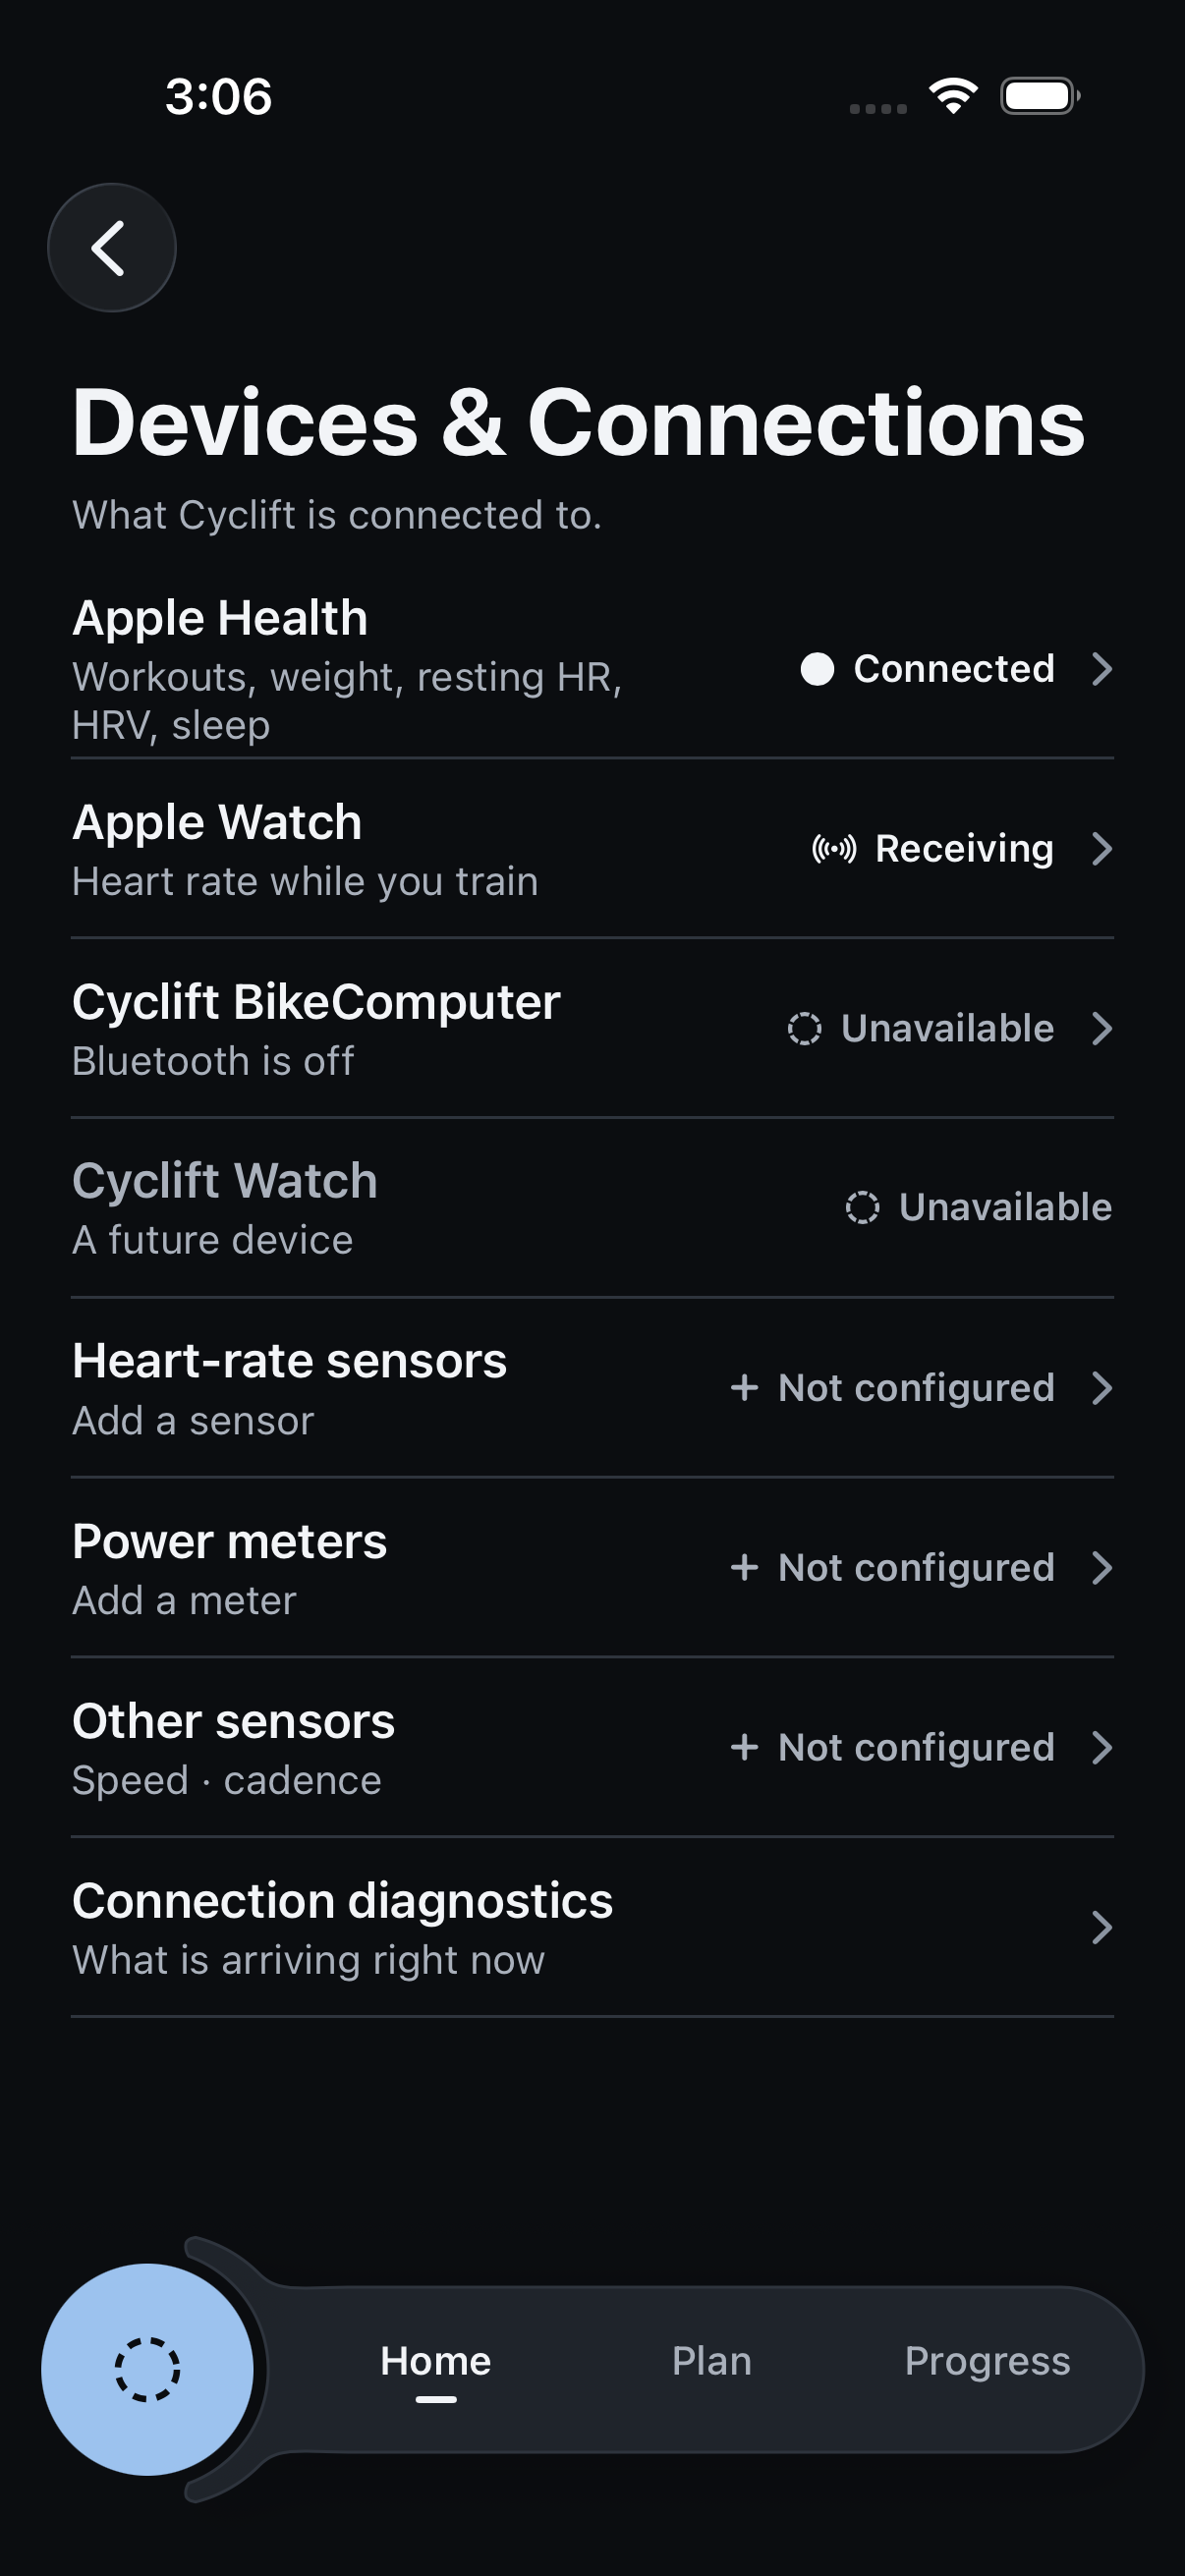 3:06
Devices & Connections
What Cyclift is connected to.
Apple Health
Workouts, weight, resting HR,
HRV, sleep
Connected
Apple Watch
Heart rate while you train
Receiving
Cyclift BikeComputer
Bluetooth is off
Unavailable
Cyclift Watch
A future device
Unavailable
Heart-rate sensors
Add a sensor
+ Not configured
Power meters
Add a meter
+ Not configured
Other sensors
Speed · cadence
+ Not configured
Connection diagnostics
What is arriving right now
Home
Plan
Progress